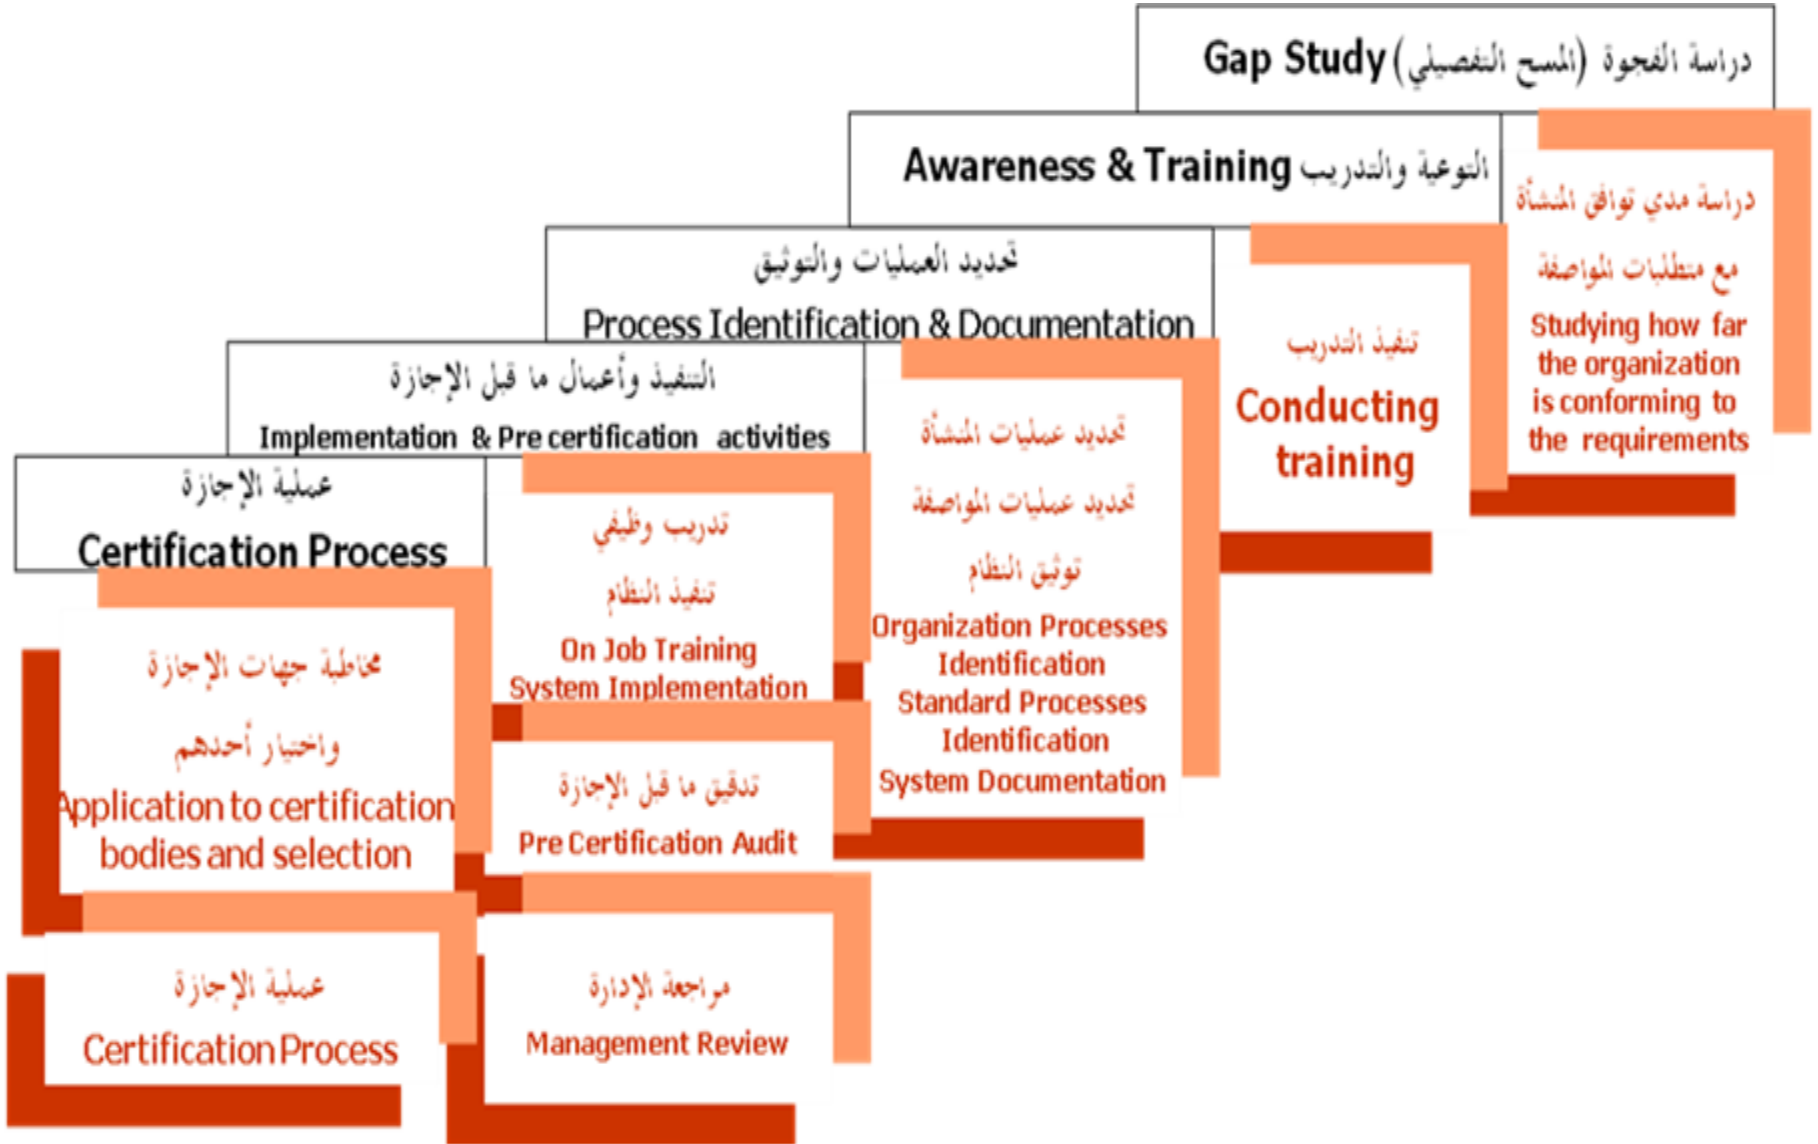 Gap Study دراسة الفجوة (المسح التفصيلي)
دراسة مدي توافق المنشأة
مع متطلبات المواصفة
Studying how far
the organization
is conforming to
the requirements
Awareness & Training التوعية والتدريب
تنفيذ التدريب
Conducting
training
تحديد العمليات والتوثيق
Process Identification & Documentation
تحديد عمليات المنشأة
تحديد عمليات المواصفة
توثيق النظام
Organization Processes
Identification
Standard Processes
Identification
System Documentation
التنفيذ وأعمال ما قبل الإجازة
Implementation & Pre certification activities
تدريب وظيفي
تنفيذ النظام
On Job Training
System Implementation
تدقيق ما قبل الإجازة
Pre Certification Audit
مراجعة الإدارة
Management Review
عملية الإجازة
Certification Process
مخاطبة جهات الإجازة
واختيار أحدهم
Application to certification
bodies and selection
عملية الإجازة
Certification Process